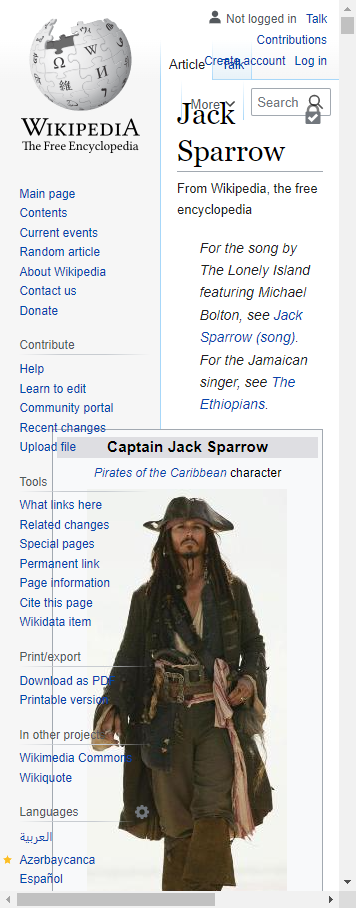 Not logged in Talk
Contributions
Create account Log in
Article Talk
More
Search
WIKIPEDIA
The Free Encyclopedia
Main page
Contents
Current events
Random article
About Wikipedia
Contact us
Donate
Contribute
Help
Learn to edit
Community portal
Recent changes
Upload file
Tools
What links here
Related changes
Special pages
Permanent link
Page information
Cite this page
Wikidata item
Print/export
Download as PDF
Printable version
In other projects
Wikimedia Commons
Wikiquote
Languages
العربية
Azərbaycanca
Español
Jack
Sparrow
From Wikipedia, the free
encyclopedia
For the song by
The Lonely Island
featuring Michael
Bolton, see Jack
Sparrow (song).
For the Jamaican
singer, see The
Ethiopians.
Captain Jack Sparrow
Pirates of the Caribbean character